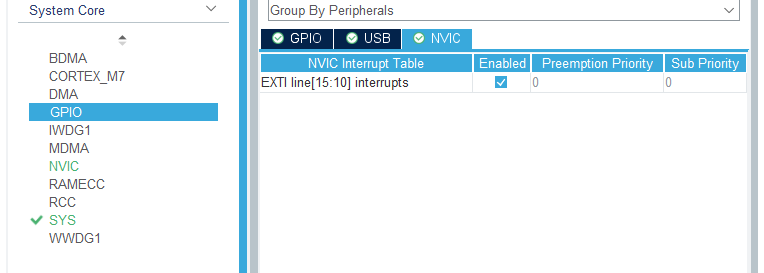 System Core
Group By Peripherals
GPIO USB NVIC
NVIC Interrupt Table Enabled Preemption Priority Sub Priority
EXTI line[15:10] interrupts 0 0
BDMA
CORTEX_M7
DMA
GPIO
IWDG1
MDMA
NVIC
RAMECC
RCC
SYS
WWDG1